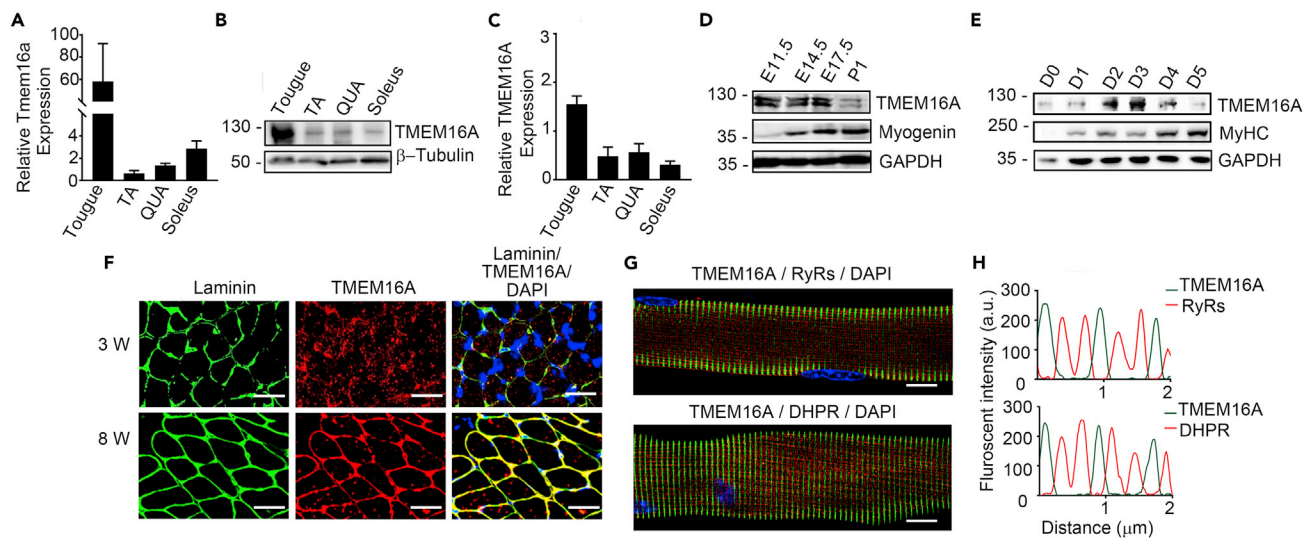 A
Relative Tmem16a
Expression
100
80
60
40
6
4
2
0
Tougue
TA
QUA
Soleus
B
Tougue
TA
QUA
Soleus
130 -
TMEM16A
50 -
β-Tubulin
C
Relative TMEM16A
Expression
3
2
1
0
Tougue
TA
QUA
Soleus
D
E11.5
E14.5
E17.5
P1
130 -
TMEM16A
35 -
Myogenin
35 -
GAPDH
E
D0
D1
D2
D3
D4
D5
130 -
TMEM16A
250 -
MyHC
35 -
GAPDH
F
Laminin
TMEM16A
Laminin/
TMEM16A/
DAPI
3 W
8 W
G
TMEM16A / RyRs / DAPI
TMEM16A / DHPR / DAPI
H
Fluroscent intensity (a.u.)
300
200
100
0
TMEM16A
RyRs
1
2
300
200
100
0
TMEM16A
DHPR
1
2
Distance (μm)